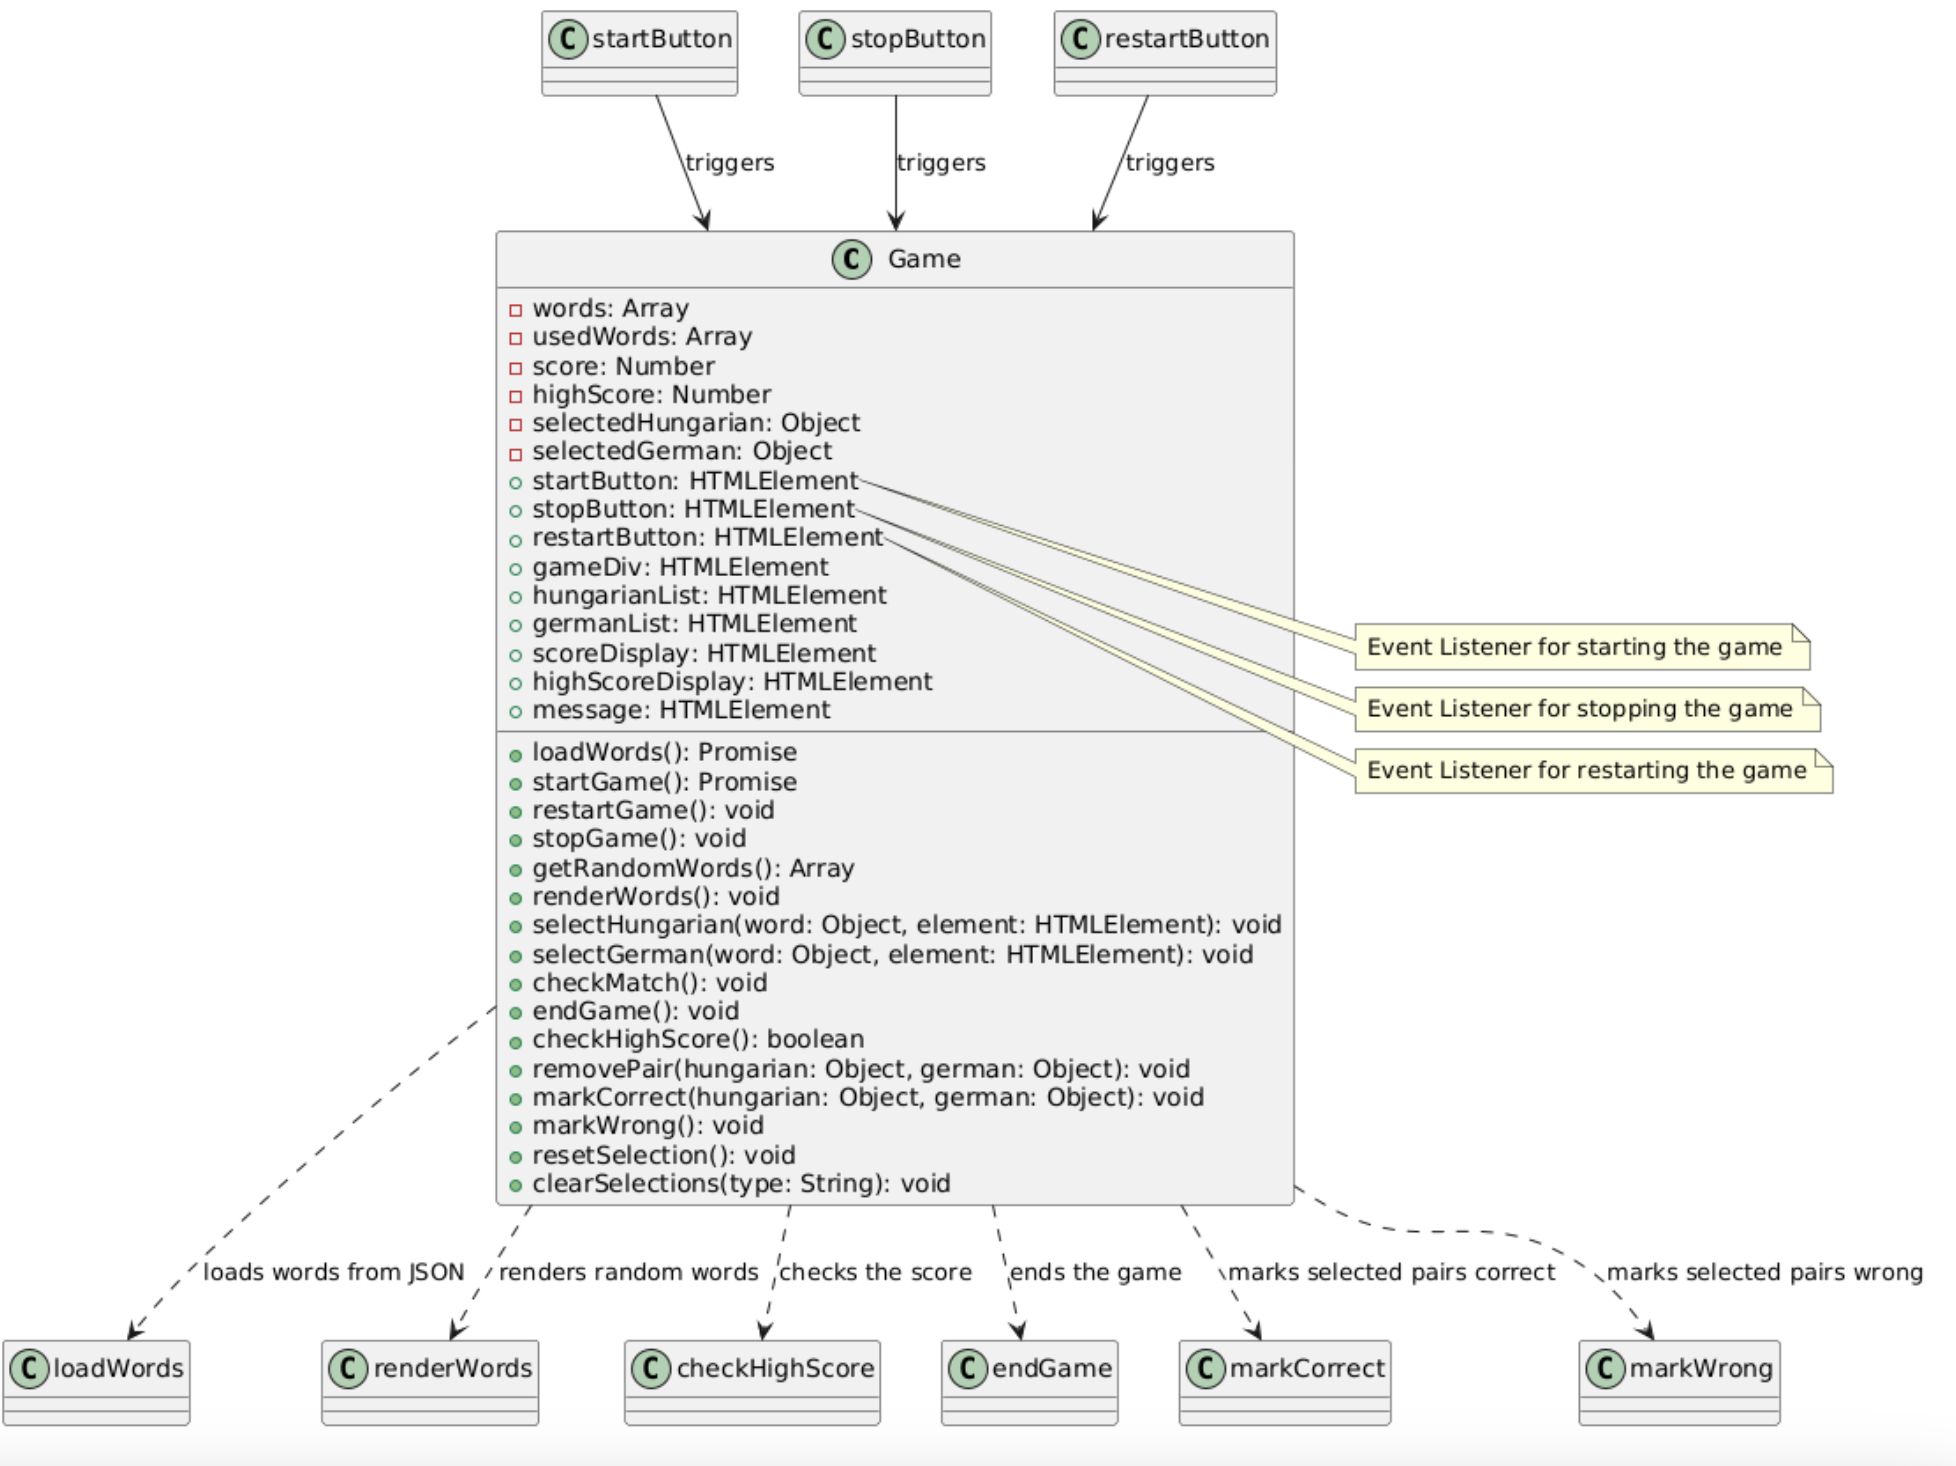 C startButton
C stopButton
C restartButton
triggers
triggers
triggers
C Game
words: Array
usedWords: Array
score: Number
highScore: Number
selectedHungarian: Object
selectedGerman: Object
startButton: HTMLElement
stopButton: HTMLElement
restartButton: HTMLElement
gameDiv: HTMLElement
hungarianList: HTMLElement
germanList: HTMLElement
scoreDisplay: HTMLElement
highScoreDisplay: HTMLElement
message: HTMLElement
Event Listener for starting the game
Event Listener for stopping the game
Event Listener for restarting the game
loadWords(): Promise
startGame(): Promise
restartGame(): void
stopGame(): void
getRandomWords(): Array
renderWords(): void
selectHungarian(word: Object, element: HTMLElement): void
selectGerman(word: Object, element: HTMLElement): void
checkMatch(): void
endGame(): void
checkHighScore(): boolean
removePair(hungarian: Object, german: Object): void
markCorrect(hungarian: Object, german: Object): void
markWrong(): void
resetSelection(): void
clearSelections(type: String): void
loads words from JSON
renders random words
checks the score
ends the game
marks selected pairs correct
marks selected pairs wrong
C loadWords
C renderWords
C checkHighScore
C endGame
C markCorrect
C markWrong